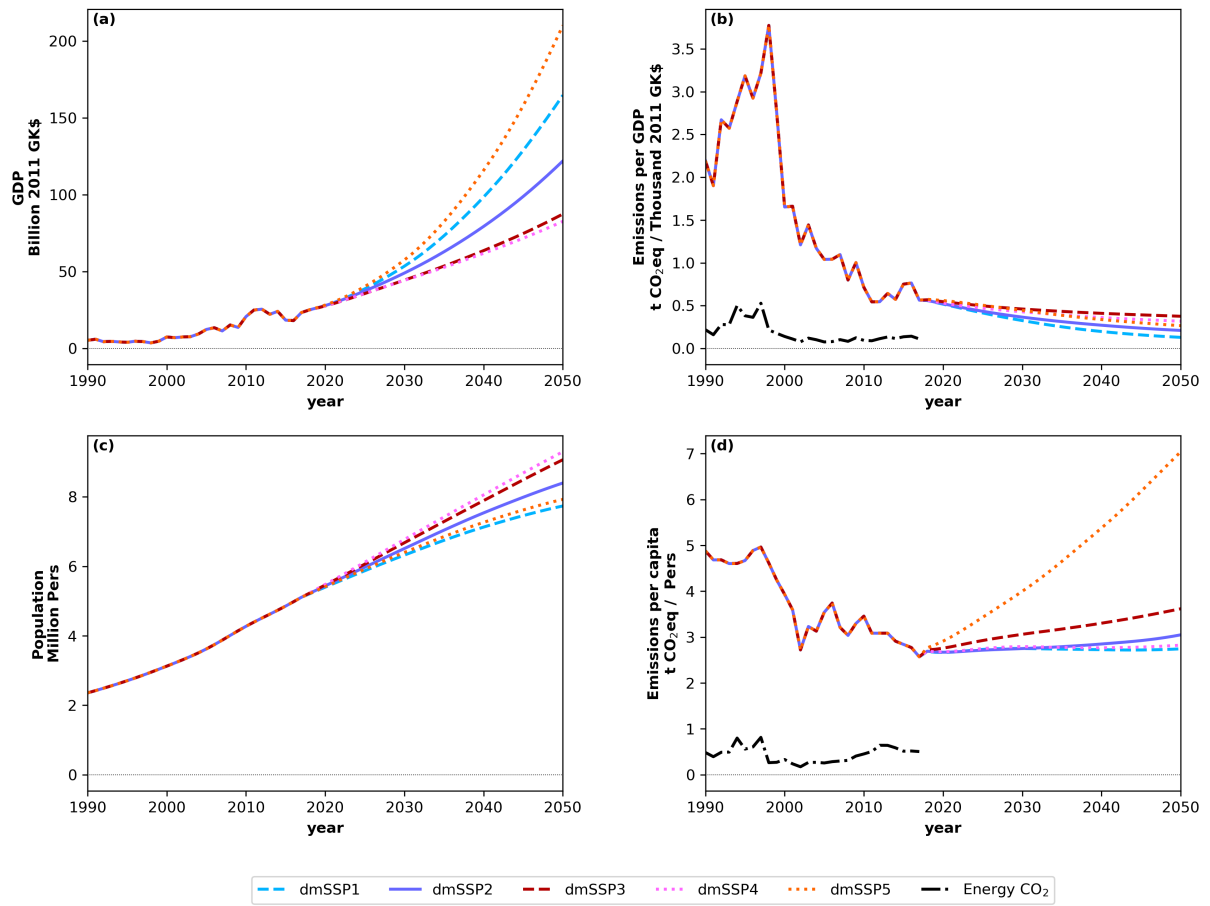 (a)
GDP
Billion 2011 GK$
200
150
100
50
0
1990 2000 2010 2020 2030 2040 2050
year
(b)
Emissions per GDP
t CO₂eq / Thousand 2011 GK$
3.5
3.0
2.5
2.0
1.5
1.0
0.5
0.0
1990 2000 2010 2020 2030 2040 2050
year
(c)
Population
Million Pers
8
6
4
2
0
1990 2000 2010 2020 2030 2040 2050
year
(d)
Emissions per capita
t CO₂eq / Pers
7
6
5
4
3
2
1
0
1990 2000 2010 2020 2030 2040 2050
year
dmSSP1 dmSSP2 dmSSP3 dmSSP4 dmSSP5 Energy CO₂